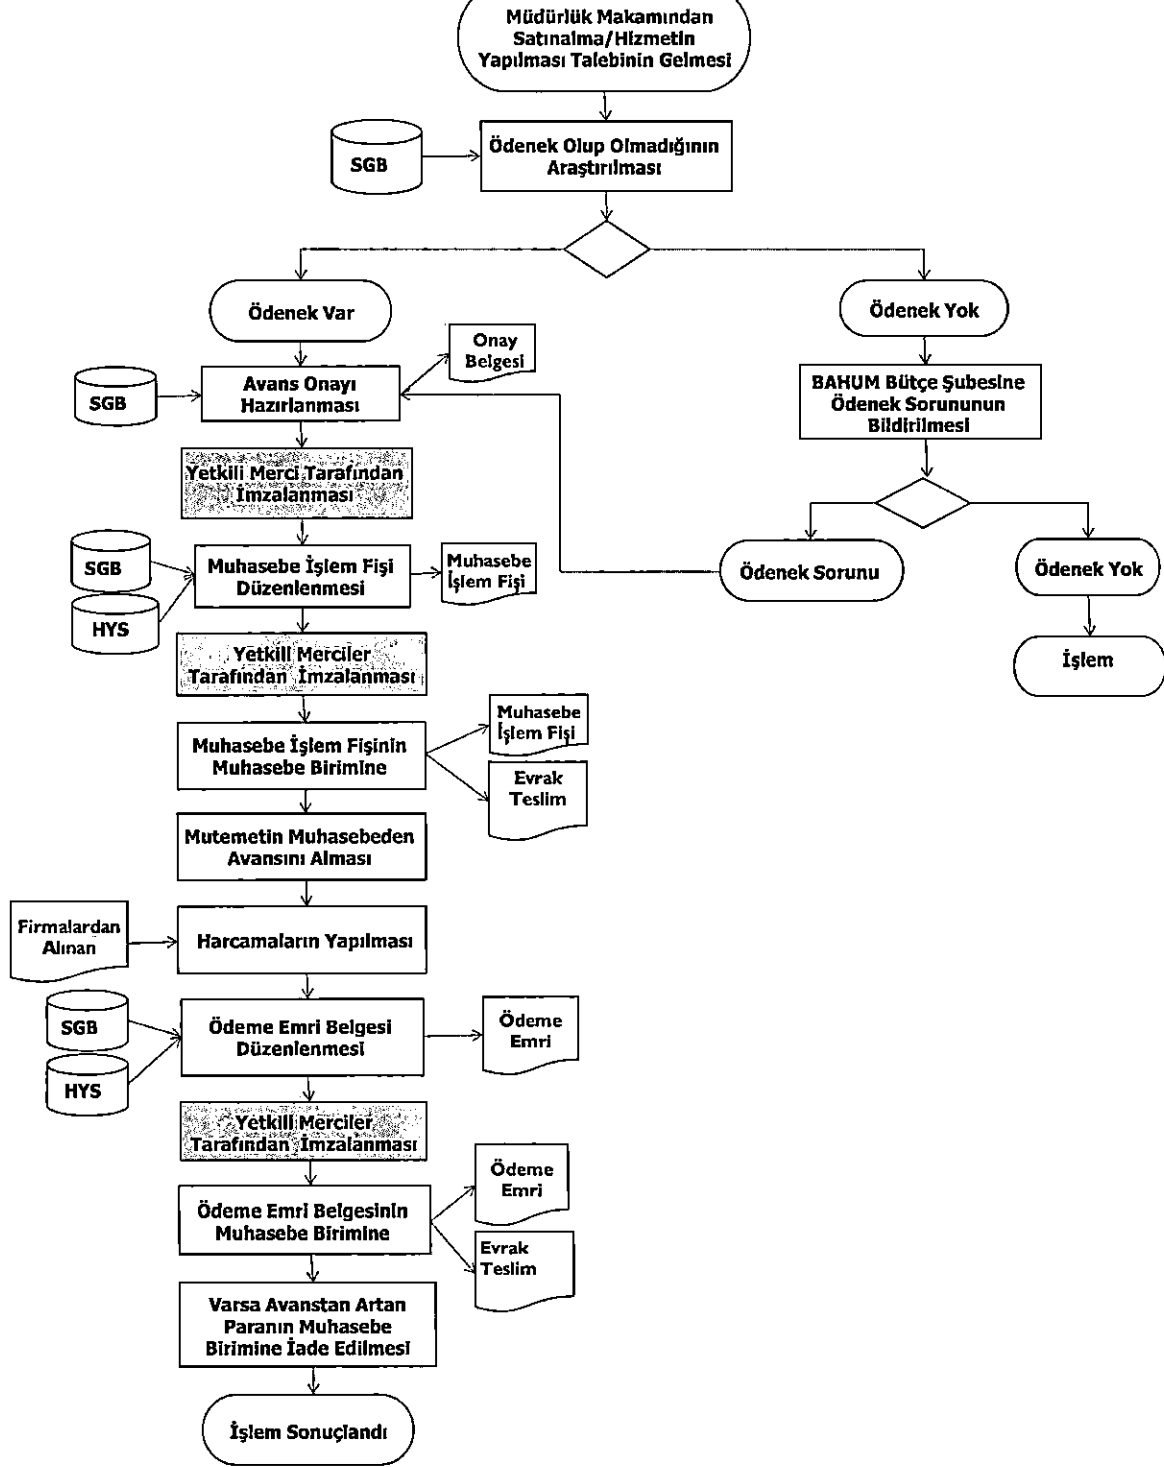 Müdürlük Makamından
Satınalma/Hizmetin
Yapılması Talebinin Gelmesi
SGB
Ödenek Olup Olmadığının
Araştırılması
Ödenek Var
Ödenek Yok
Onay
Belgesi
SGB
Avans Onayı
Hazırlanması
BAHUM Bütçe Şubesine
Ödenek Sorununun
Bildirilmesi
Yetkili Merci Tarafından
İmzalanması
SGB
HYS
Muhasebe İşlem Fişi
Düzenlenmesi
Muhasebe
İşlem Fişi
Ödenek Sorunu
Ödenek Yok
İşlem
Yetkili Merciler
Tarafından İmzalanması
Muhasebe İşlem Fişinin
Muhasebe Birimine
Muhasebe
İşlem Fişi
Evrak
Teslim
Mutemetin Muhasebeden
Avansını Alması
Firmalardan
Alınan
Harcamaların Yapılması
SGB
HYS
Ödeme Emri Belgesi
Düzenlenmesi
Ödeme
Emri
Yetkili Merciler
Tarafından İmzalanması
Ödeme Emri Belgesinin
Muhasebe Birimine
Ödeme
Emri
Evrak
Teslim
Varsa Avanstan Artan
Paranın Muhasebe
Birimine İade Edilmesi
İşlem Sonuçlandı